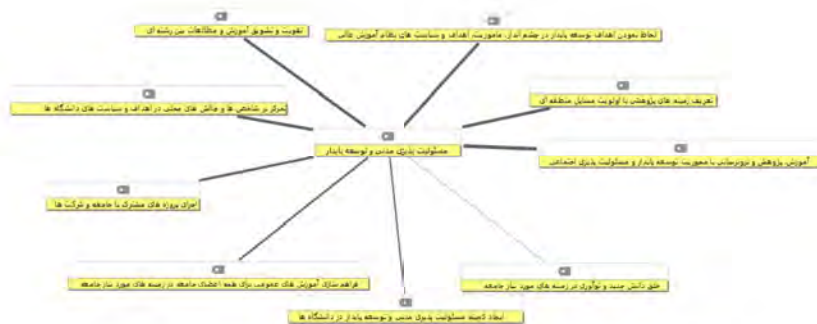 تقویت و تشویق آموزش و مطالعات بین رشته ای
لحاظ نمودن اهداف توسعه پایدار در چشم انداز، ماموریت، اهداف و سیاست های نظام آموزش عالی
تعریف زمینه های پژوهشی با اولویت مسایل منطقه ای
تمرکز بر شاخص ها و چالش های محلی در اهداف و سیاست های دانشگاه ها
مسئولیت پذیری مدنی و توسعه پایدار
آموزش، پژوهش و برونرسانی با محوریت توسعه پایدار و مسئولیت پذیری اجتماعی
اجرای پروژه های مشترک با جامعه و شرکت ها
فراهم سازی آموزش های عمومی برای همه اعضای جامعه در زمینه های مورد نیاز جامعه
خلق دانش جدید و نوآوری در زمینه های مورد نیاز جامعه
ایجاد کمیته مسئولیت پذیری مدنی و توسعه پایدار در دانشگاه ها